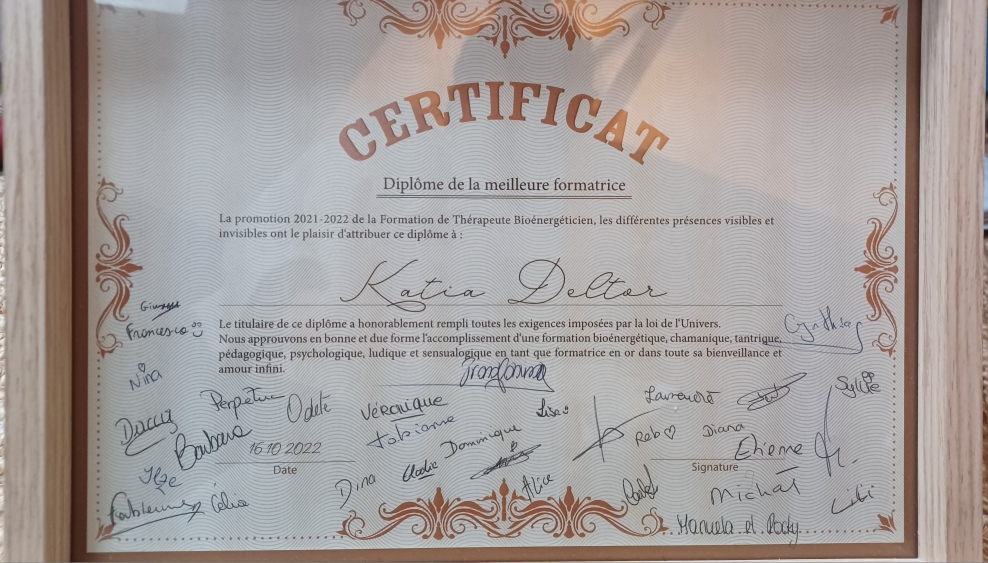 CERTIFICAT
Diplôme de la meilleure formatrice
La promotion 2021-2022 de la Formation de Thérapeute Bioénergéticien, les différentes présences visibles et
invisibles ont le plaisir d'attribuer ce diplôme à :
Katia Deltor
Le titulaire de ce diplôme a honorablement rempli toutes les exigences imposées par la loi de l'Univers.
Nous approuvons en bonne et due forme l'accomplissement d'une formation bioénergétique, chamanique, tantrique,
pédagogique, psychologique, ludique et sensualogique en tant que formatrice en or dans toute sa bienveillance et
amour infini.
Francesco
Cynthia
Nina
Sylvie
Perpetue
Odete
Véronique
Lisa
Fabienne
Dominique
Rob
Diana
Barbara
16.10.2022
Etienne
Date
Signature
Ilze
Dina
Elodie
Alice
Michal
Lili
Célia
Manuela et Rody